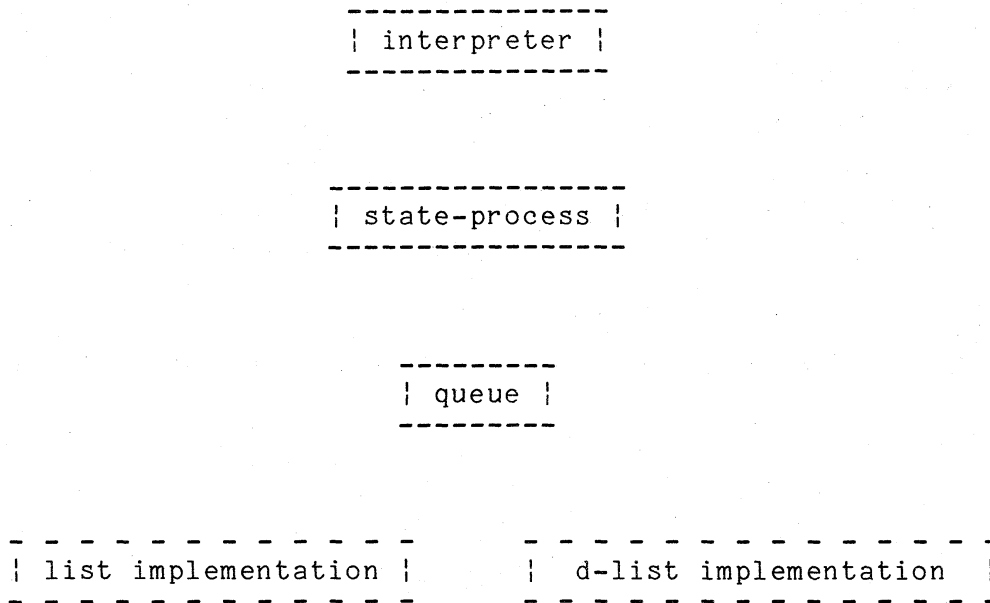 ---------------
| interpreter |
---------------
-----------------
| state-process |
-----------------
---------
| queue |
---------
- - - - - - - - - - - -   - - - - - - - - - - - - - -
| list implementation |   | d-list implementation |
- - - - - - - - - - - -   - - - - - - - - - - - - - -